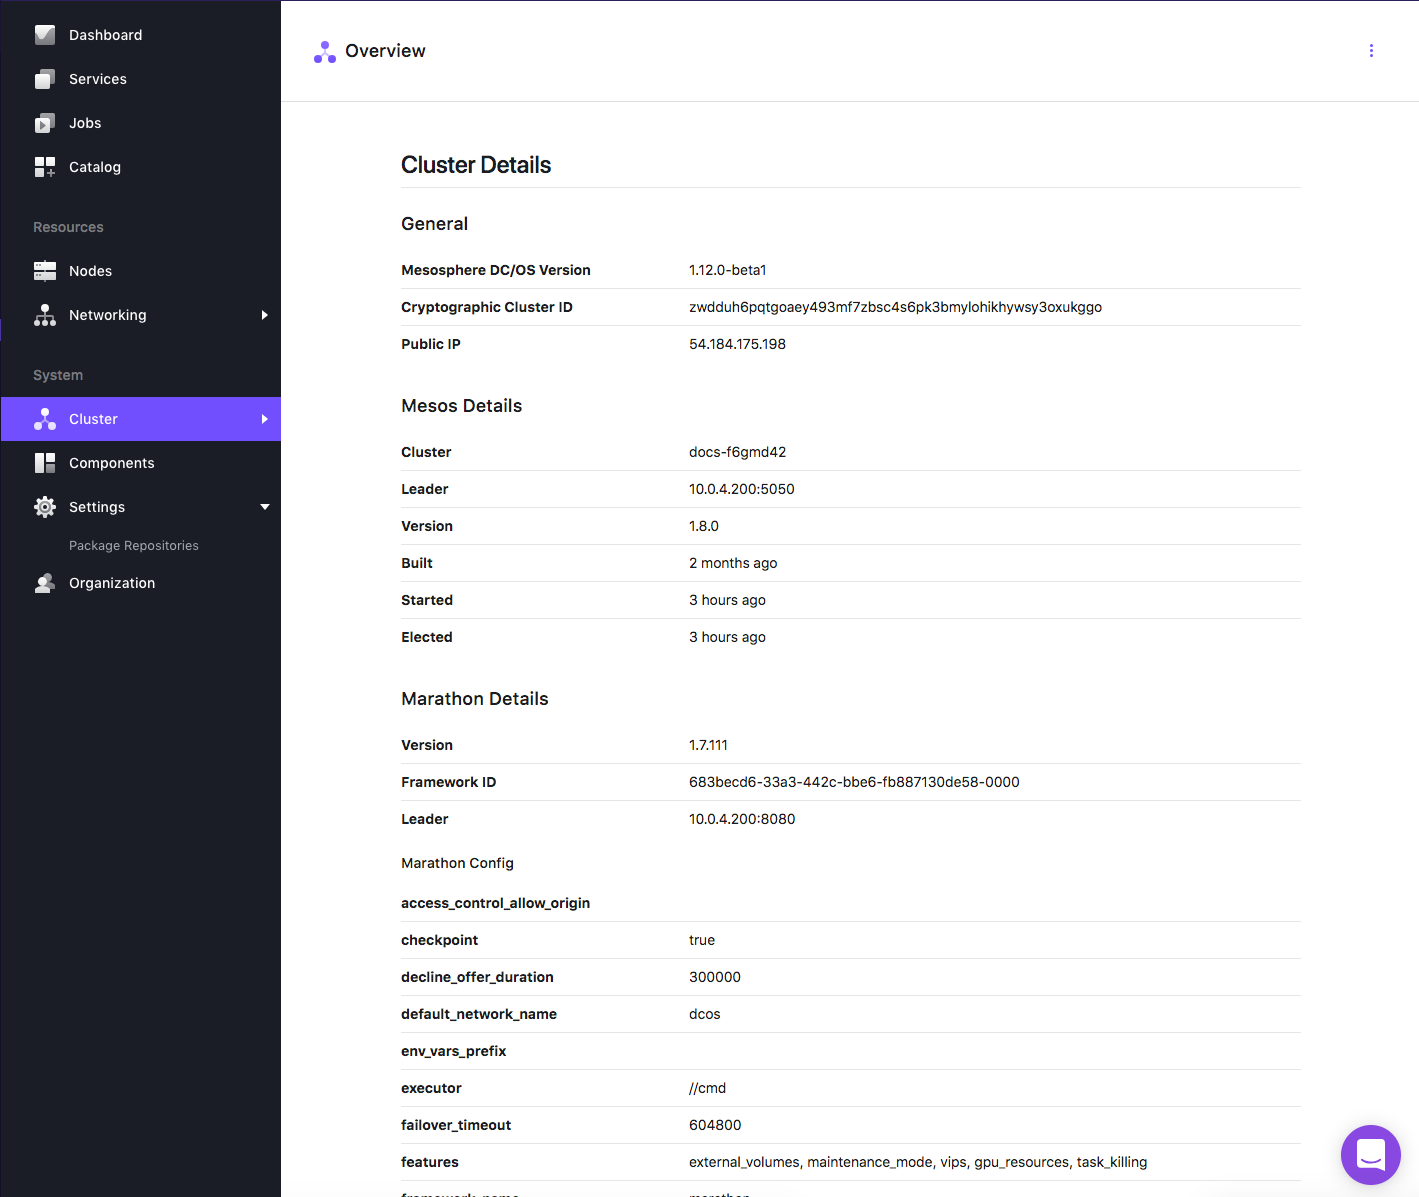 Dashboard
Services
Jobs
Catalog
Resources
Nodes
Networking
System
Cluster
Components
Settings
Package Repositories
Organization
Overview
Cluster Details
General
Mesosphere DC/OS Version 1.12.0-beta1
Cryptographic Cluster ID zwdduh6pqtgoaey493mf7zbsc4s6pk3bmylohikhywsy3oxukggo
Public IP 54.184.175.198
Mesos Details
Cluster docs-f6gmd42
Leader 10.0.4.200:5050
Version 1.8.0
Built 2 months ago
Started 3 hours ago
Elected 3 hours ago
Marathon Details
Version 1.7.111
Framework ID 683becd6-33a3-442c-bbe6-fb887130de58-0000
Leader 10.0.4.200:8080
Marathon Config
access_control_allow_origin
checkpoint true
decline_offer_duration 300000
default_network_name dcos
env_vars_prefix
executor //cmd
failover_timeout 604800
features external_volumes, maintenance_mode, vips, gpu_resources, task_killing
framework_name marathon